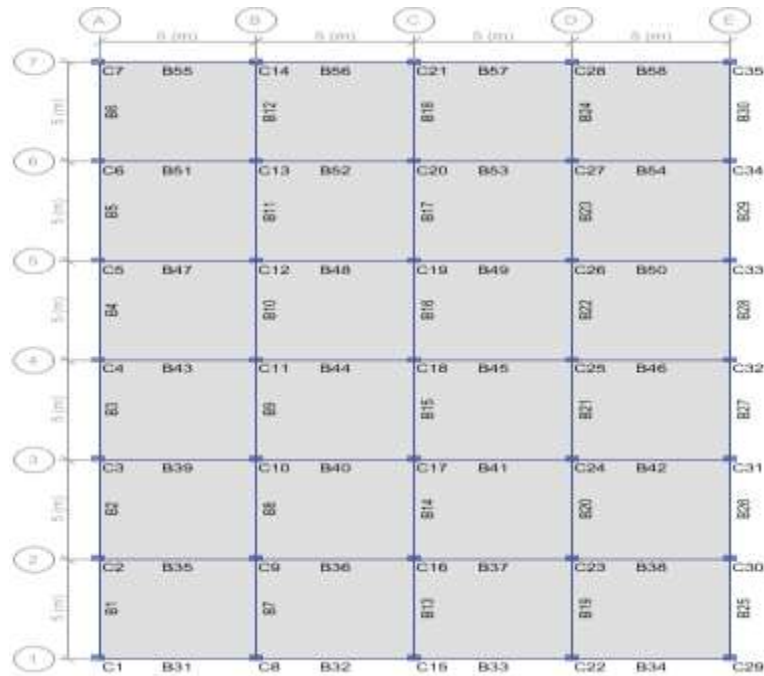 A B C D E
5 (m) 5 (m) 5 (m) 5 (m)
7
C7 B55 C14 B56 C21 B57 C28 B58 C35
5 (m) B6 B12 B18 B24 B30
6
C6 B51 C13 B52 C20 B53 C27 B54 C34
5 (m) B5 B11 B17 B23 B29
5
C5 B47 C12 B48 C19 B49 C26 B50 C33
5 (m) B4 B10 B16 B22 B28
4
C4 B43 C11 B44 C18 B45 C25 B46 C32
5 (m) B3 B9 B15 B21 B27
3
C3 B39 C10 B40 C17 B41 C24 B42 C31
5 (m) B2 B8 B14 B20 B26
2
C2 B35 C9 B36 C16 B37 C23 B38 C30
5 (m) B1 B7 B13 B19 B25
1
C1 B31 C8 B32 C15 B33 C22 B34 C29